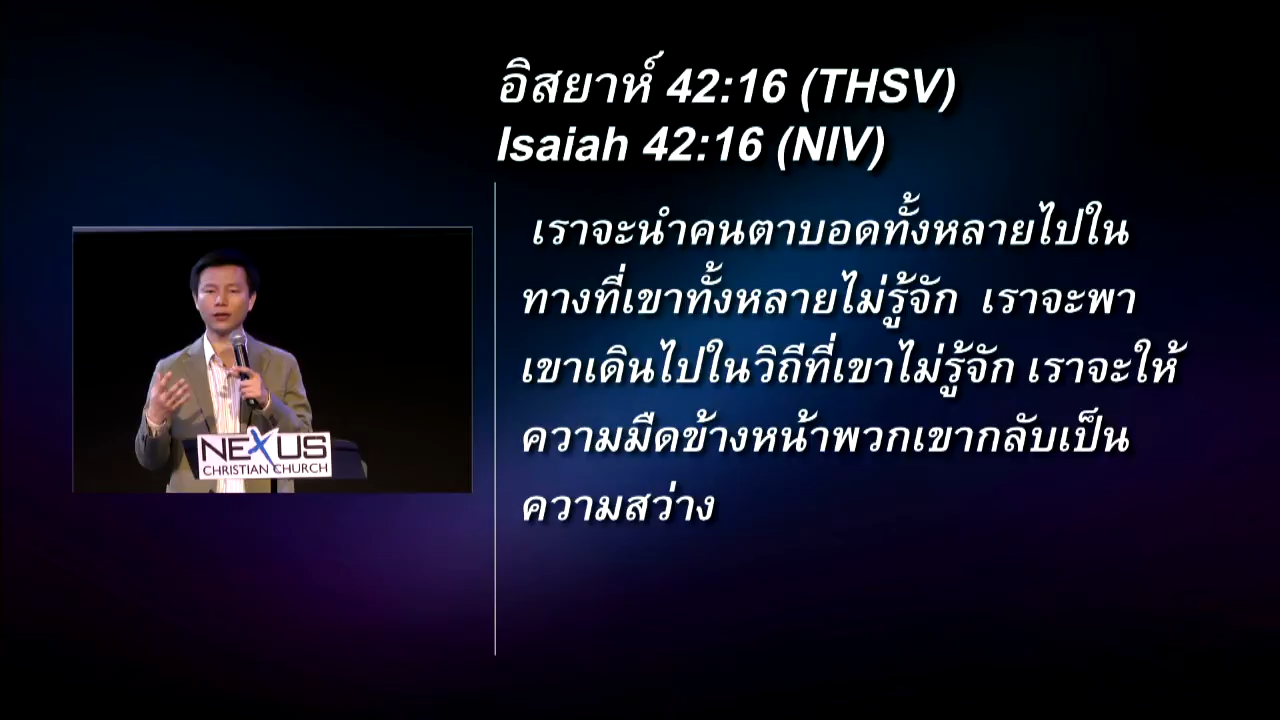 อิสยาห์ 42:16 (THSV)
Isaiah 42:16 (NIV)
เราจะนำคนตาบอดทั้งหลายไปใน
ทางที่เขาทั้งหลายไม่รู้จัก เราจะพา
เขาเดินไปในวิถีที่เขาไม่รู้จัก เราจะให้
ความมืดข้างหน้าพวกเขากลับเป็น
ความสว่าง
NEXUS
CHRISTIAN CHURCH